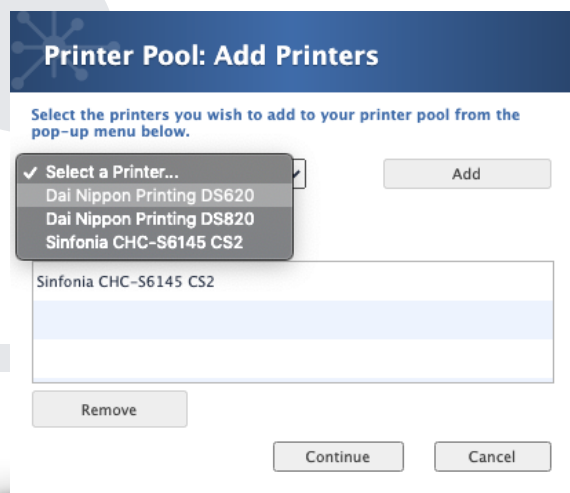 Printer Pool: Add Printers
Select the printers you wish to add to your printer pool from the
pop-up menu below.
✓ Select a Printer...
Add
Dai Nippon Printing DS620
Dai Nippon Printing DS820
Sinfonia CHC-S6145 CS2
Sinfonia CHC-S6145 CS2
Remove
Continue
Cancel